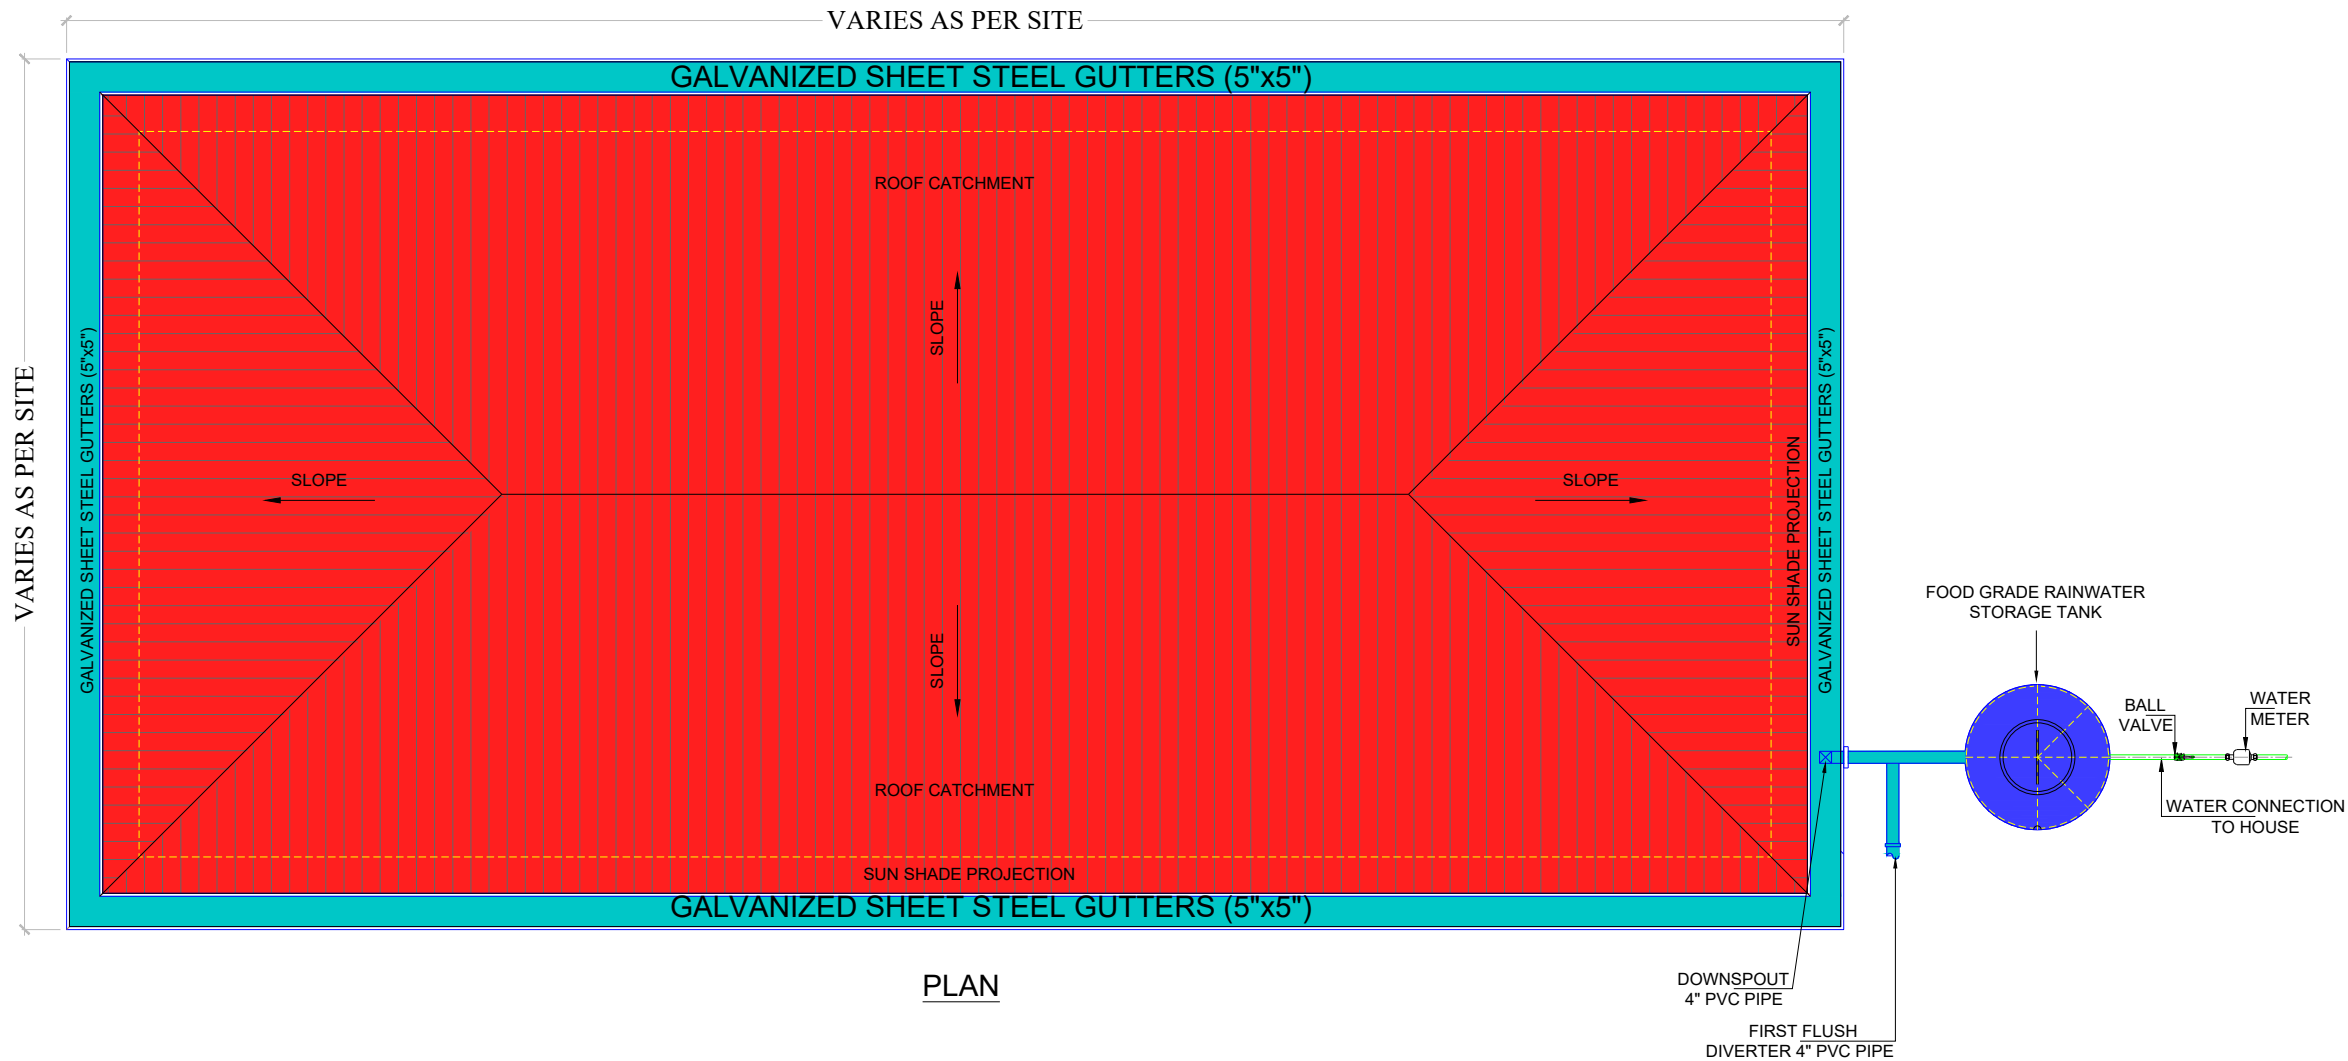 VARIES AS PER SITE
GALVANIZED SHEET STEEL GUTTERS (5"x5")
ROOF CATCHMENT
SLOPE
VARIES AS PER SITE
GALVANIZED SHEET STEEL GUTTERS (5"x5")
SLOPE
SLOPE
SUN SHADE PROJECTION
GALVANIZED SHEET STEEL GUTTERS (5"x5")
SLOPE
ROOF CATCHMENT
SUN SHADE PROJECTION
GALVANIZED SHEET STEEL GUTTERS (5"x5")
FOOD GRADE RAINWATER
STORAGE TANK
BALL
VALVE
WATER
METER
WATER CONNECTION
TO HOUSE
PLAN
DOWNSPOUT
4" PVC PIPE
FIRST FLUSH
DIVERTER 4" PVC PIPE